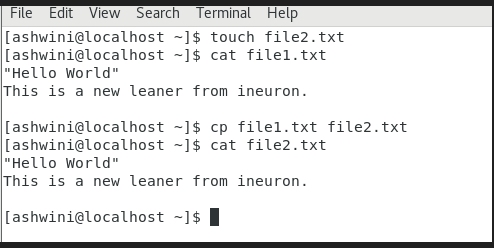 File Edit View Search Terminal Help
[ashwini@localhost ~]$ touch file2.txt
[ashwini@localhost ~]$ cat file1.txt
"Hello World"
This is a new leaner from ineuron.
[ashwini@localhost ~]$ cp file1.txt file2.txt
[ashwini@localhost ~]$ cat file2.txt
"Hello World"
This is a new leaner from ineuron.
[ashwini@localhost ~]$